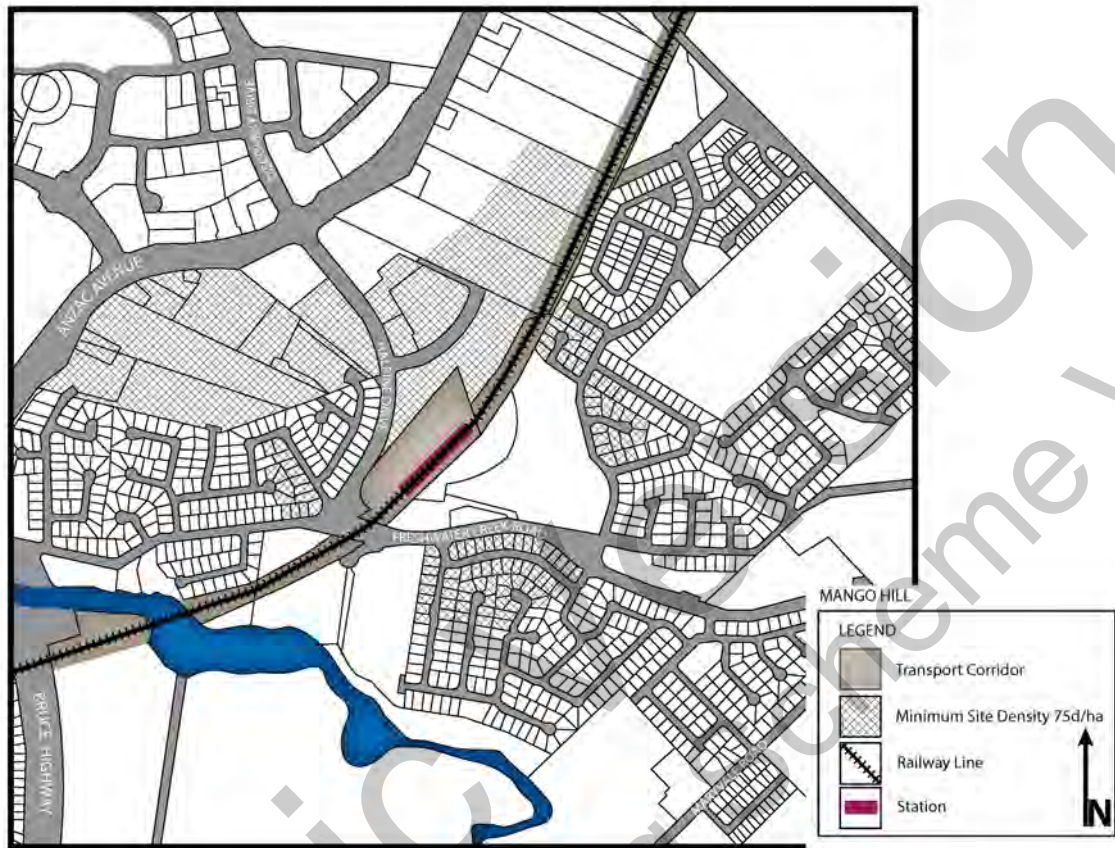 ANZAC AVENUE
HALPINE DRIVE
FRESHWATER CREEK ROAD
BRUCE HIGHWAY
MANGO HILL
LEGEND
Transport Corridor
Minimum Site Density 75d/ha
Railway Line
Station
N